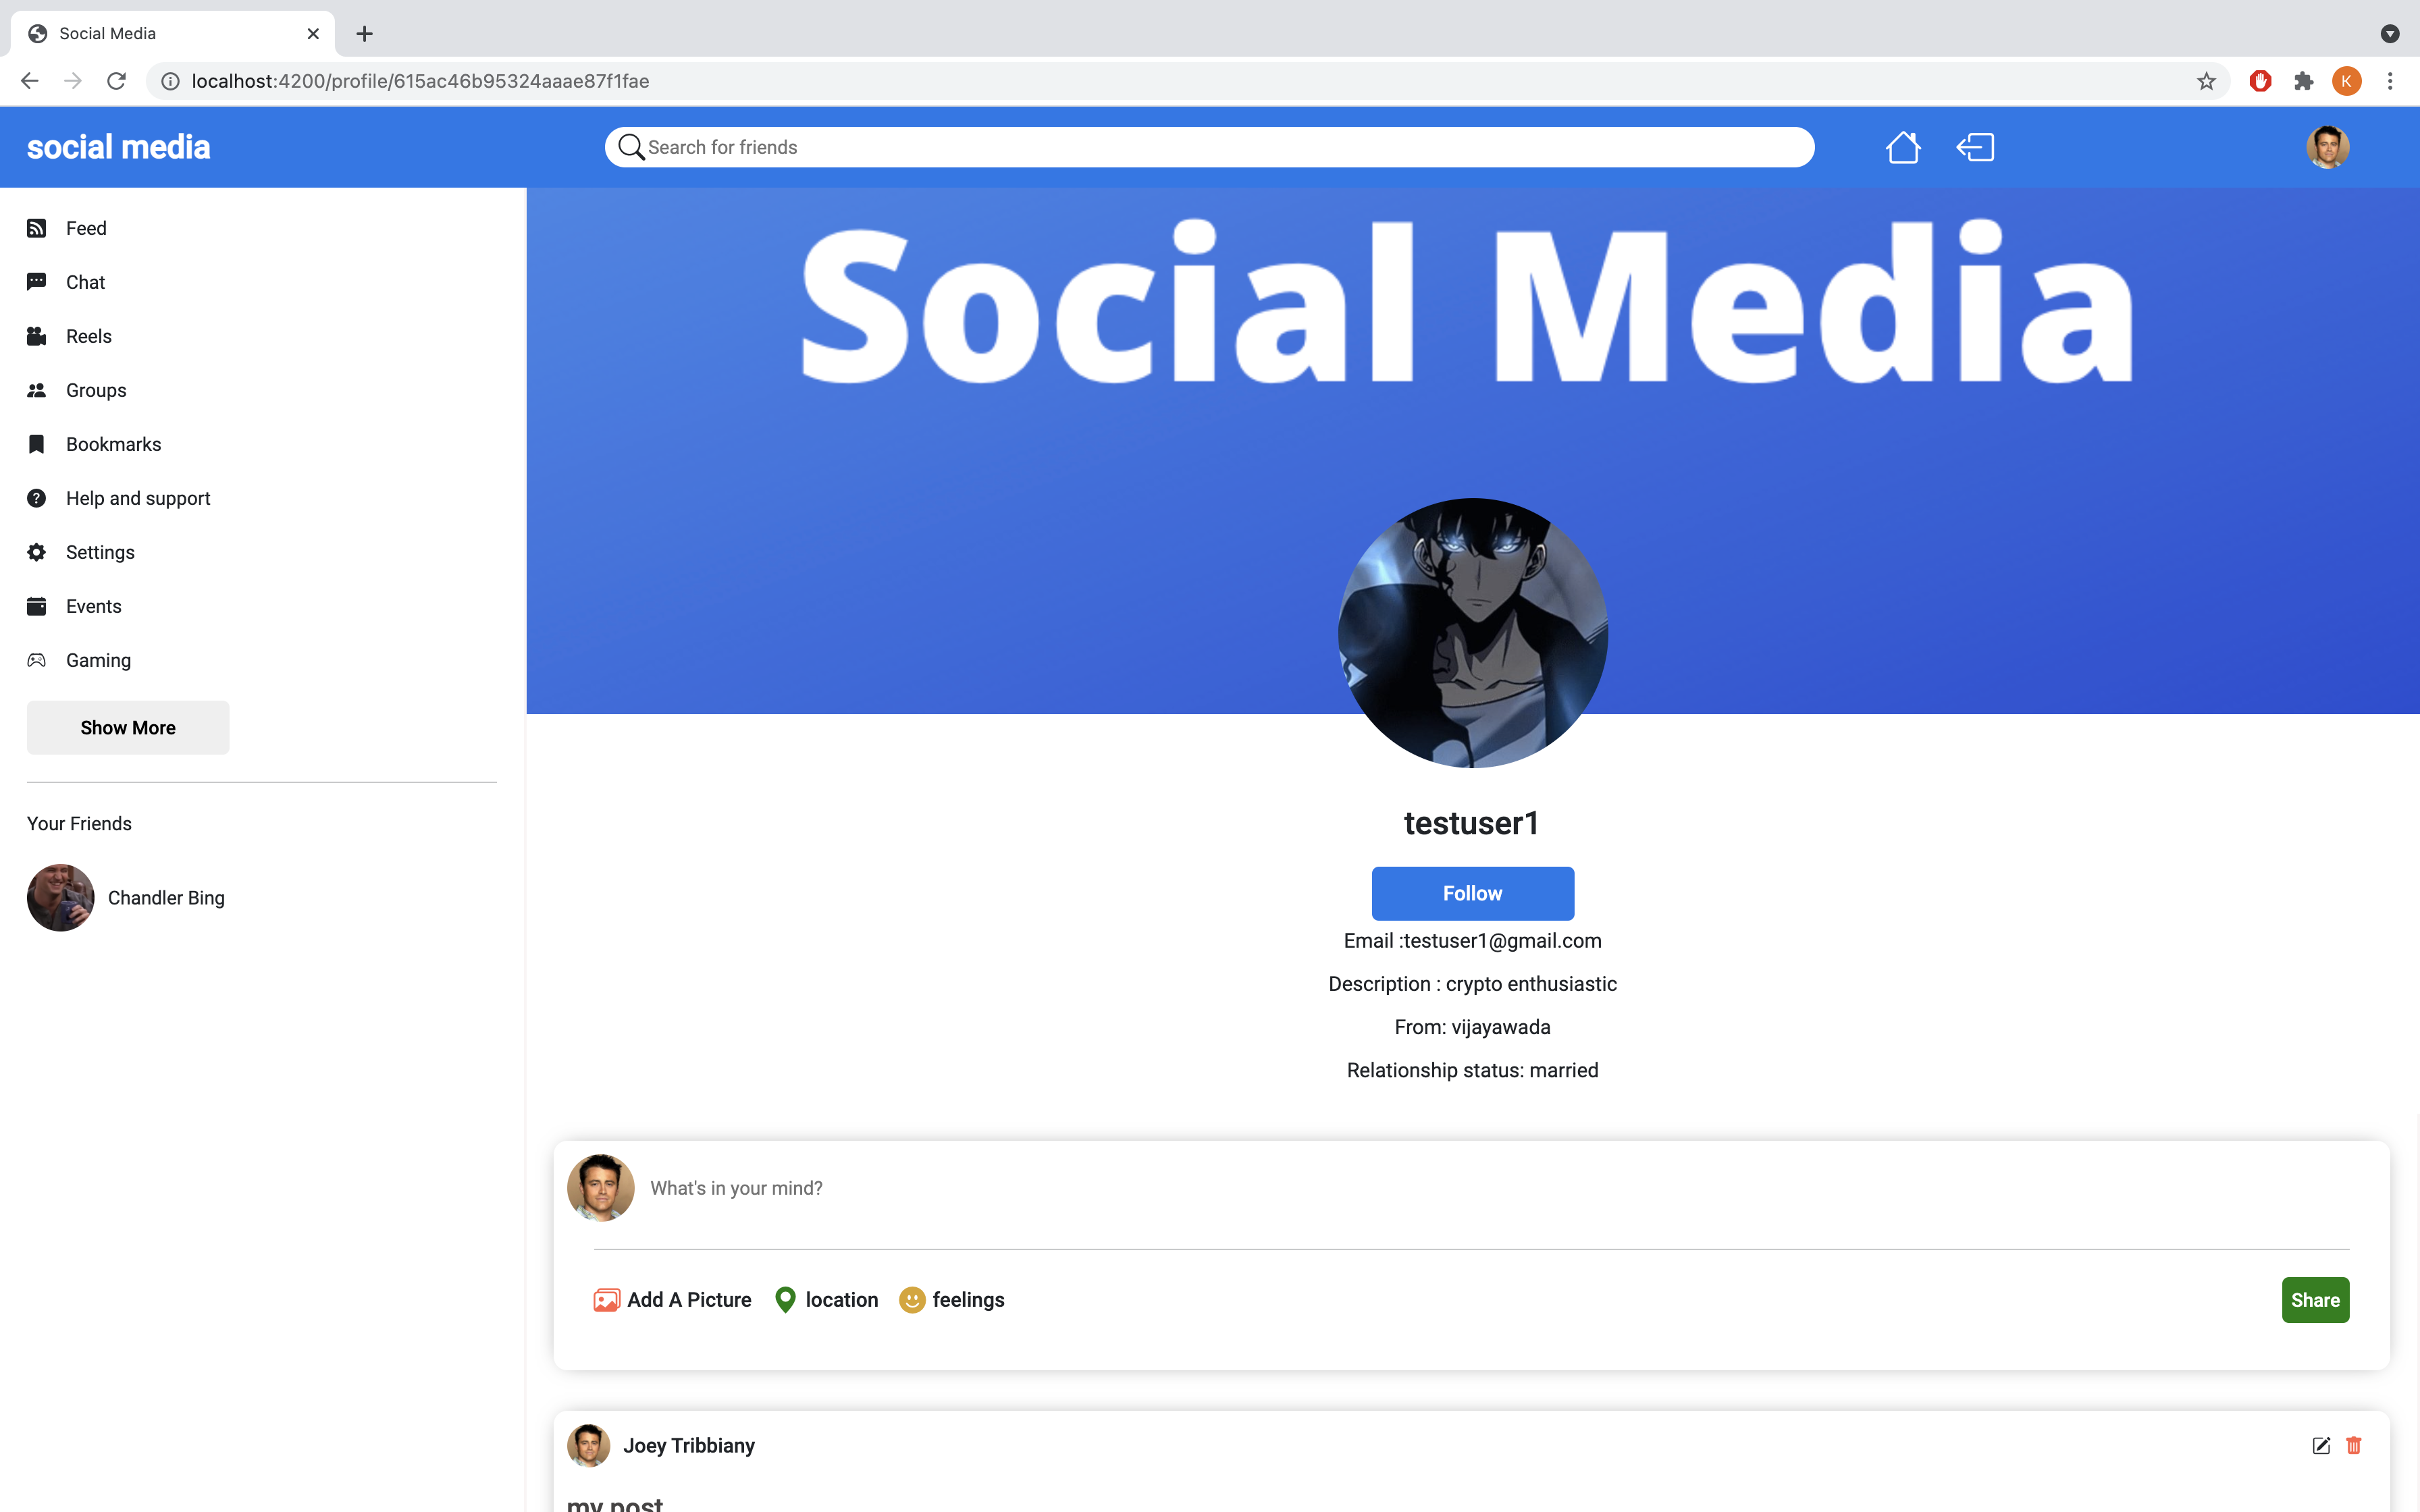 Social Media
localhost:4200/profile/615ac46b95324aaae87f1fae
K
social media
Search for friends
Feed
Chat
Reels
Groups
Bookmarks
Help and support
Settings
Events
Gaming
Show More
Your Friends
Chandler Bing
Social Media
testuser1
Follow
Email :testuser1@gmail.com
Description : crypto enthusiastic
From: vijayawada
Relationship status: married
What's in your mind?
Add A Picture
location
feelings
Share
Joey Tribbiany
my post